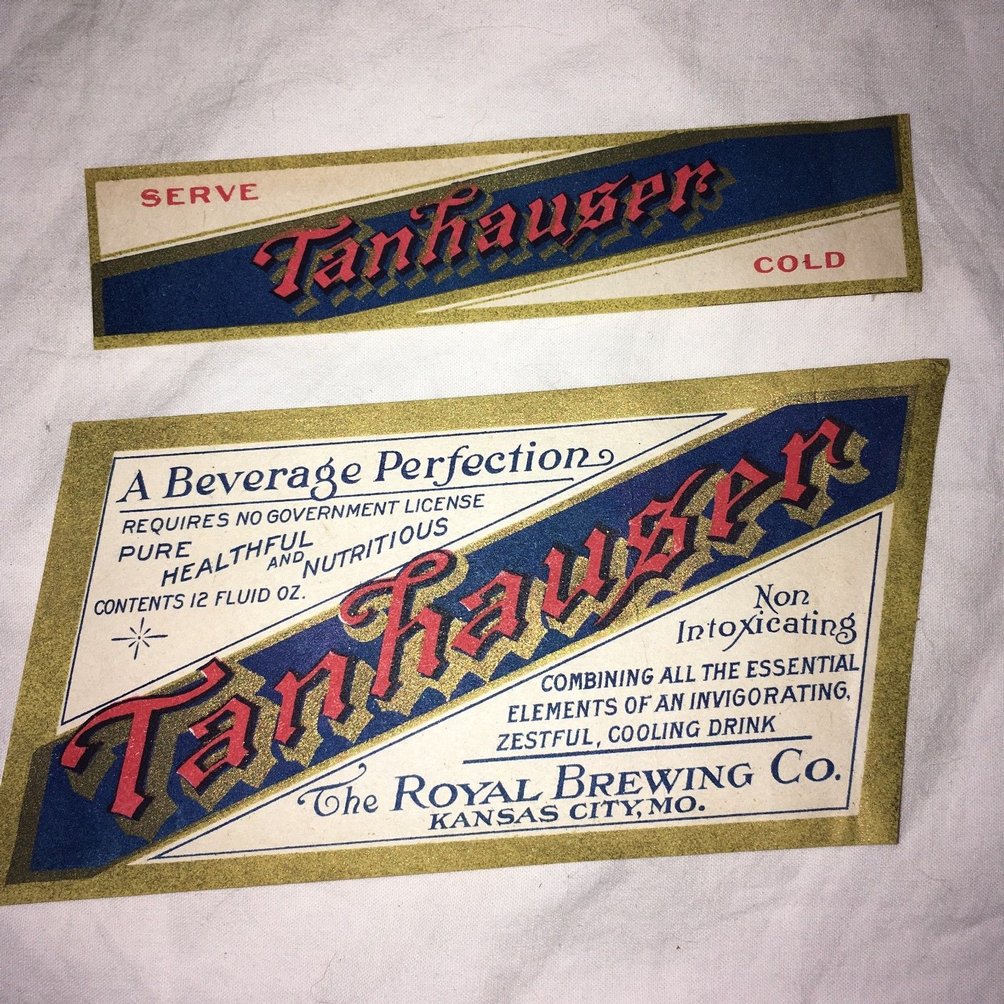 SERVE
Tanhauser
COLD
A Beverage Perfection
REQUIRES NO GOVERNMENT LICENSE
PURE
HEALTHFUL
AND
NUTRITIOUS
CONTENTS 12 FLUID OZ.
Tanhauser
Non
Intoxicating
COMBINING ALL THE ESSENTIAL
ELEMENTS OF AN INVIGORATING,
ZESTFUL, COOLING DRINK
The ROYAL BREWING CO.
KANSAS CITY, MO.